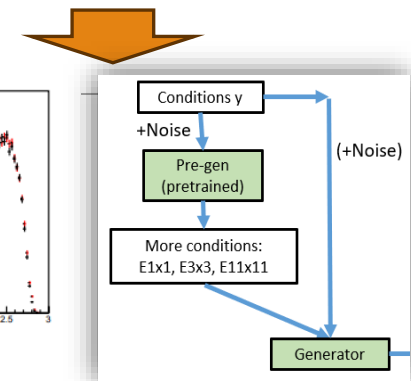 Conditions y
+Noise
(+Noise)
Pre-gen
(pretrained)
More conditions:
E1x1, E3x3, E11x11
Generator
2.5
3